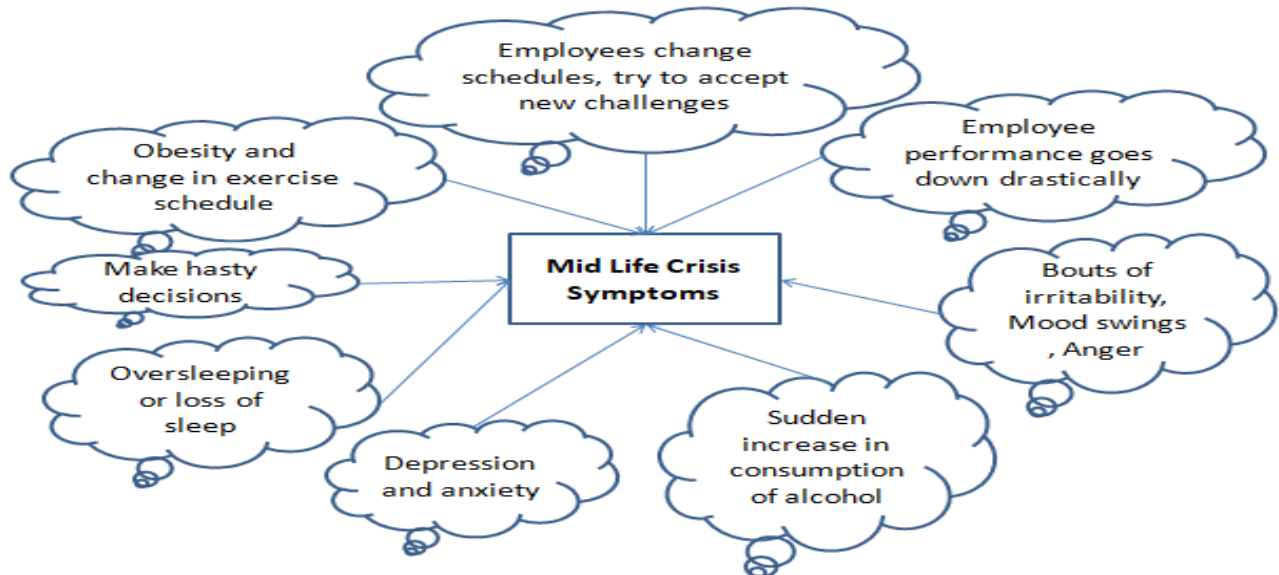 Employees change
schedules, try to accept
new challenges
Employee
performance goes
down drastically
Obesity and
change in exercise
schedule
Mid Life Crisis
Symptoms
Make hasty
decisions
Bouts of
irritability,
Mood swings
, Anger
Oversleeping
or loss of
sleep
Depression
and anxiety
Sudden
increase in
consumption
of alcohol